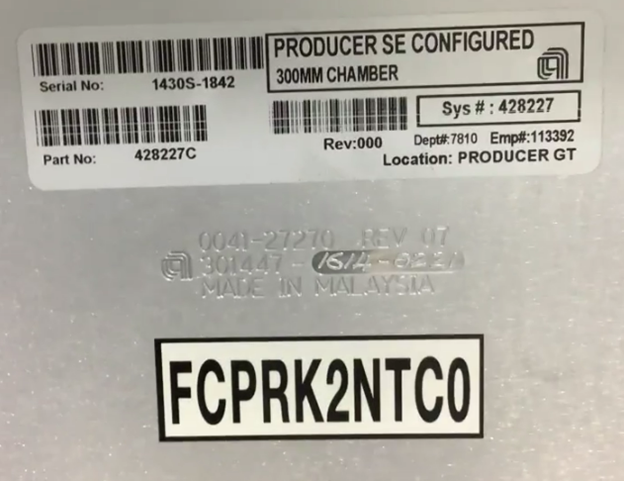 PRODUCER SE CONFIGURED
300MM CHAMBER
Serial No: 1430S-1842
Sys # : 428227
Part No: 428227C
Rev:000 Dept#:7810 Emp#:113392
Location: PRODUCER GT
0041-27270 REV 07
301447-
MADE IN MALAYSIA
FCPRK2NTC0